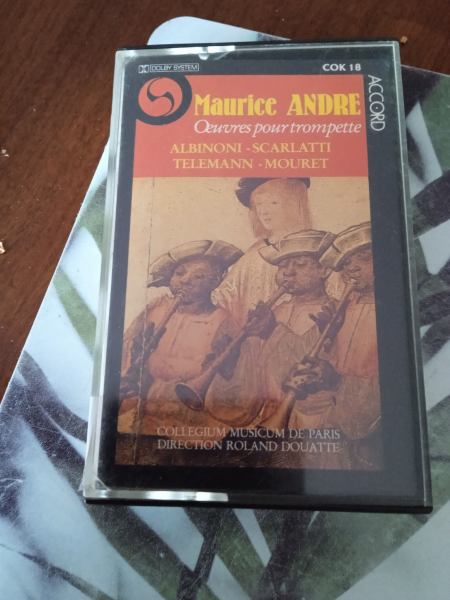 DOLBY SYSTEM
COK 18
ACCORD
Maurice ANDRE
Oeuvres pour trompette
ALBINONI - SCARLATTI
TELEMANN - MOURET
COLLEGIUM MUSICUM DE PARIS
DIRECTION ROLAND DOUATTE